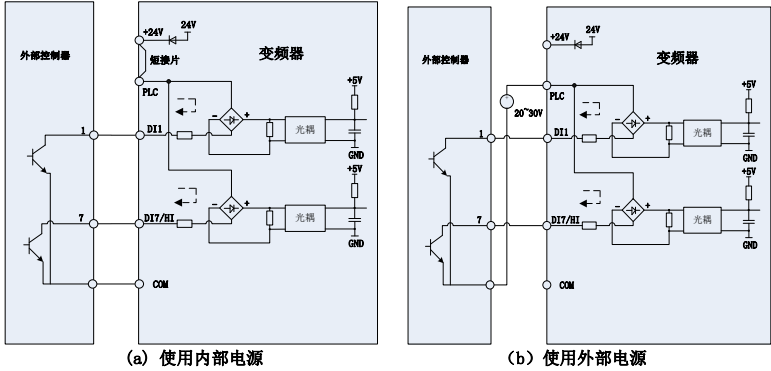 外部控制器
+24V
24V
短接片
变频器
PLC
+5V
1
DI1
-
+
光耦
GND
+5V
7
DI7/HI
-
+
光耦
GND
COM
(a) 使用内部电源
外部控制器
+24V
24V
变频器
PLC
20~30V
+5V
1
DI1
-
+
光耦
GND
+5V
7
DI7/HI
-
+
光耦
GND
COM
(b) 使用外部电源